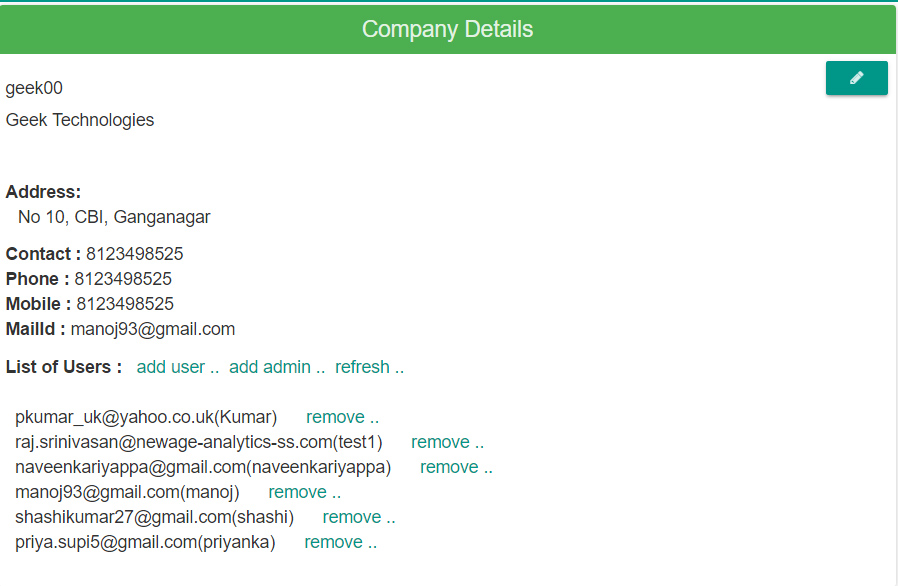 Company Details
geek00
Geek Technologies
Address:
No 10, CBI, Ganganagar
Contact : 8123498525
Phone : 8123498525
Mobile : 8123498525
MailId : manoj93@gmail.com
List of Users : add user .. add admin .. refresh ..
pkumar_uk@yahoo.co.uk(Kumar) remove ..
raj.srinivasan@newage-analytics-ss.com(test1) remove ..
naveenkariyappa@gmail.com(naveenkariyappa) remove ..
manoj93@gmail.com(manoj) remove ..
shashikumar27@gmail.com(shashi) remove ..
priya.supi5@gmail.com(priyanka) remove ..